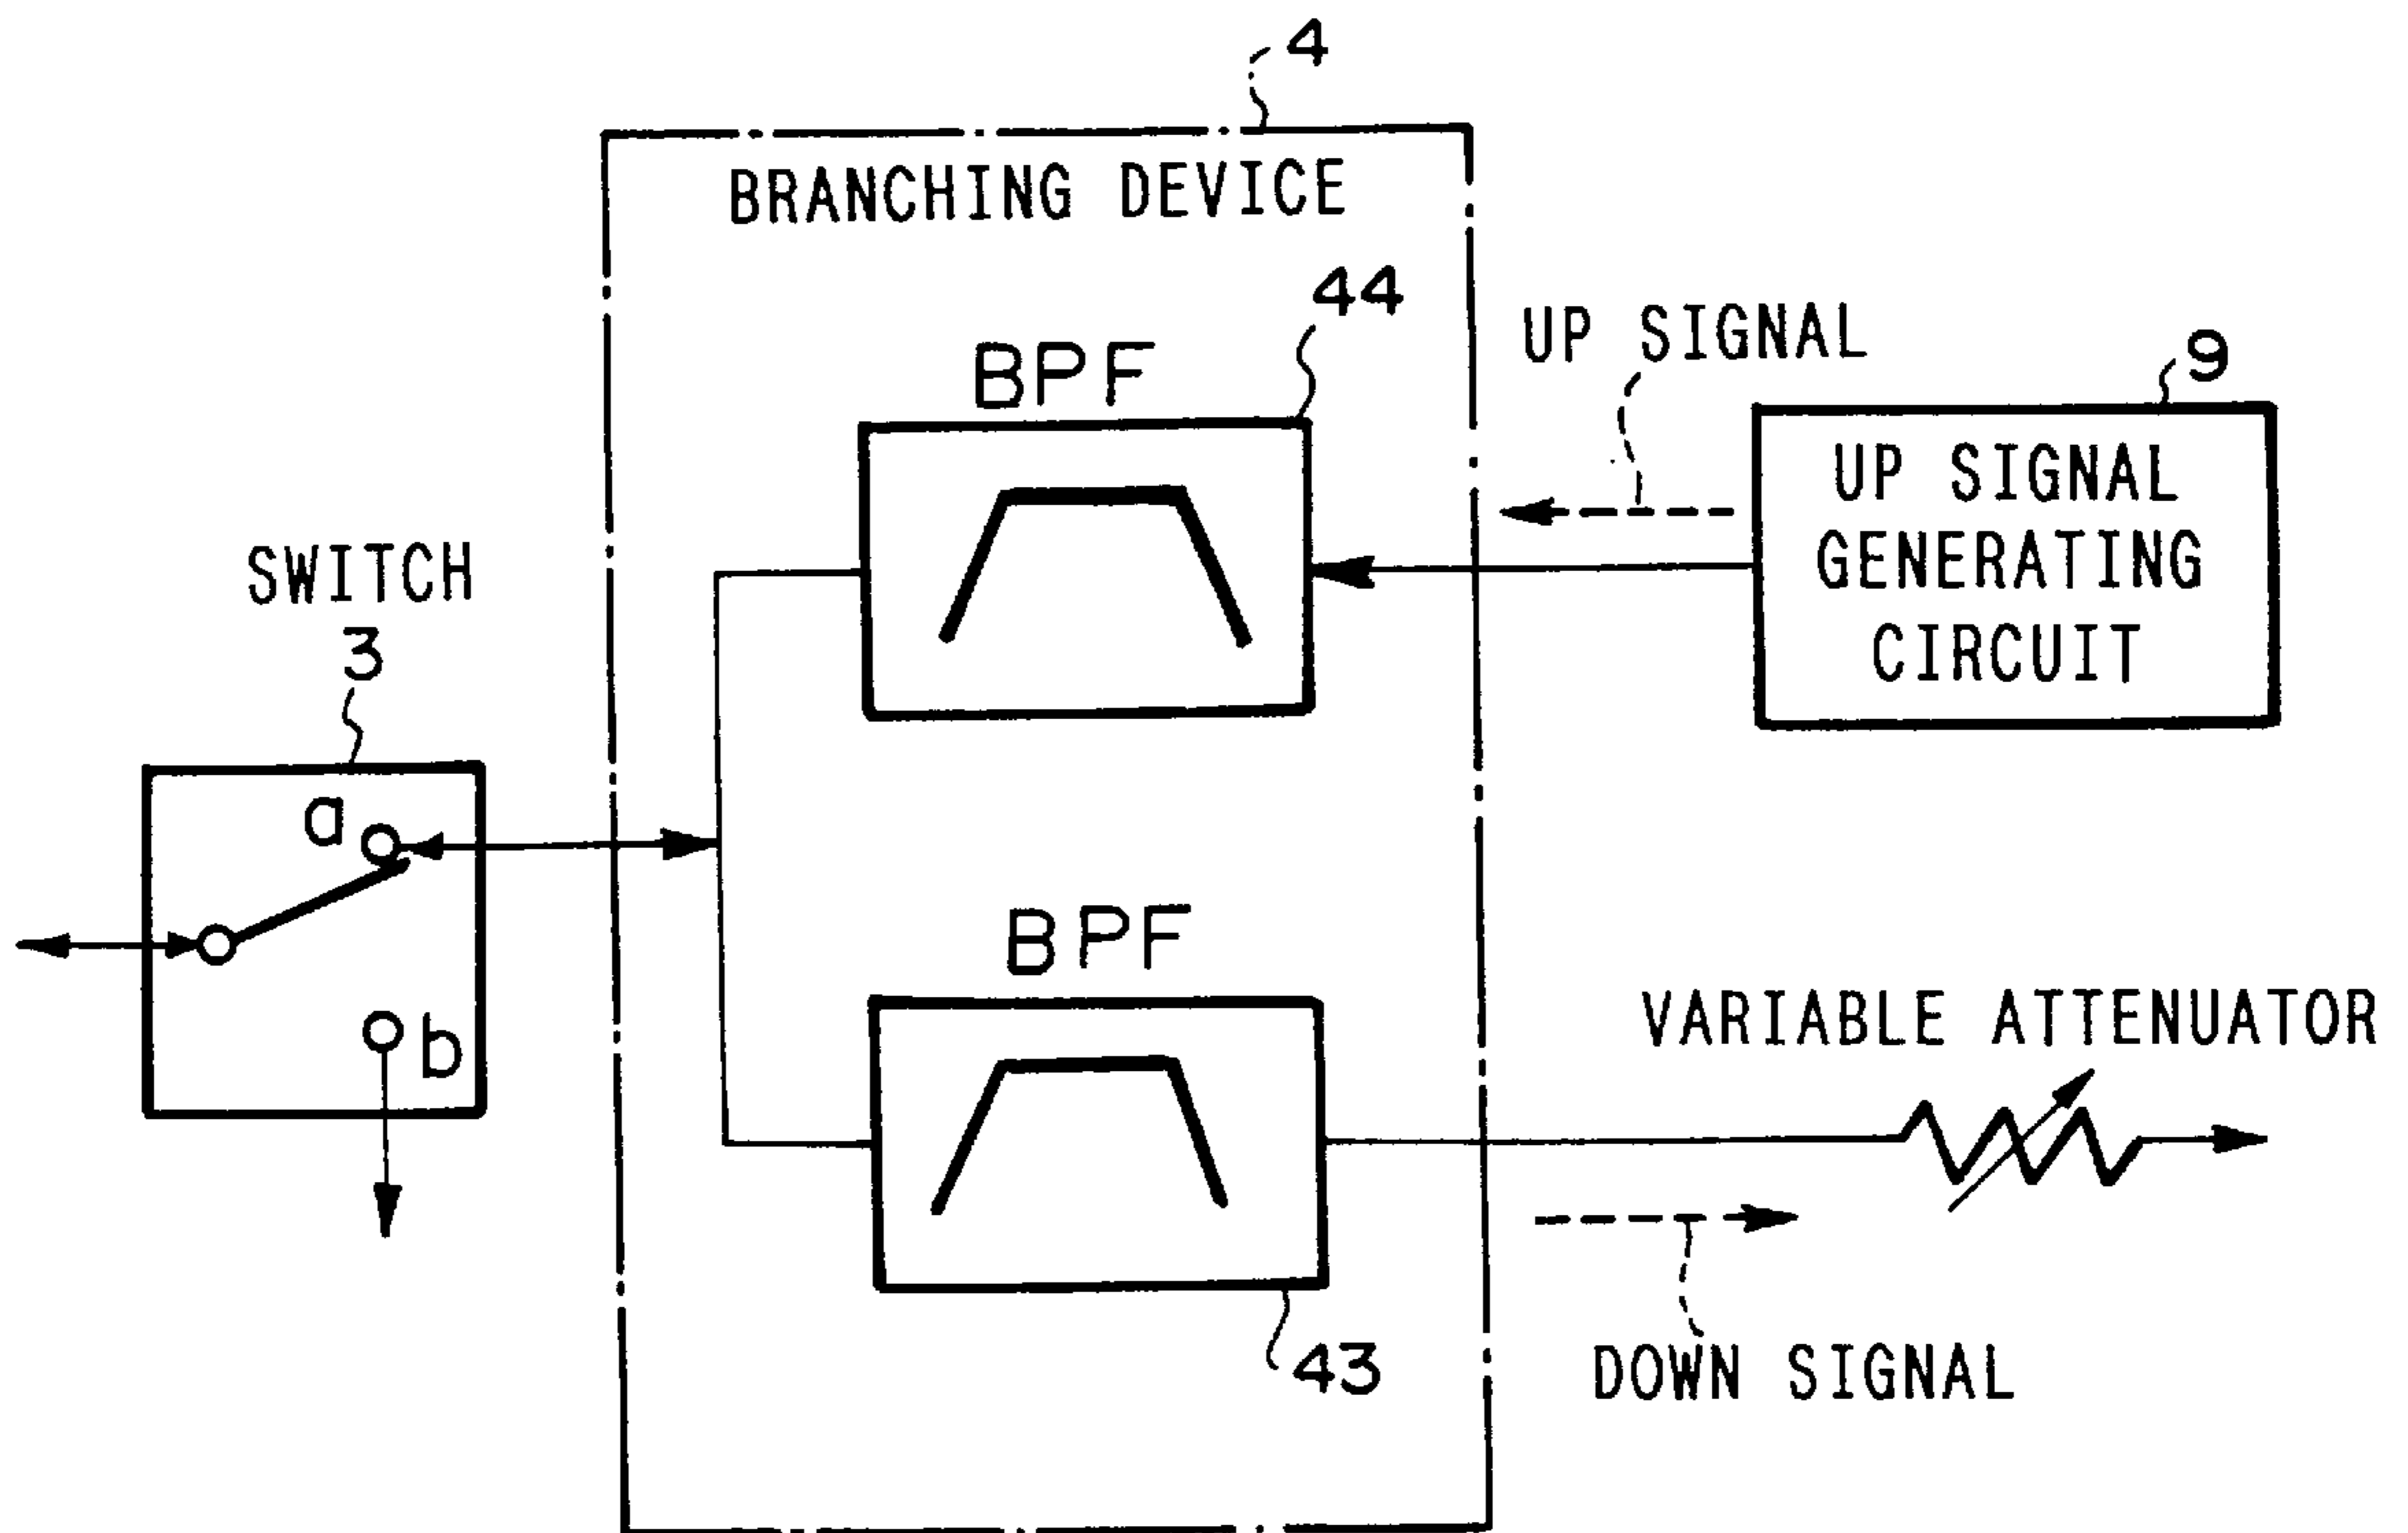 4
BRANCHING DEVICE
44
BPF
UP SIGNAL
9
UP SIGNAL
GENERATING
CIRCUIT
SWITCH
3
a
b
BPF
43
VARIABLE ATTENUATOR
DOWN SIGNAL